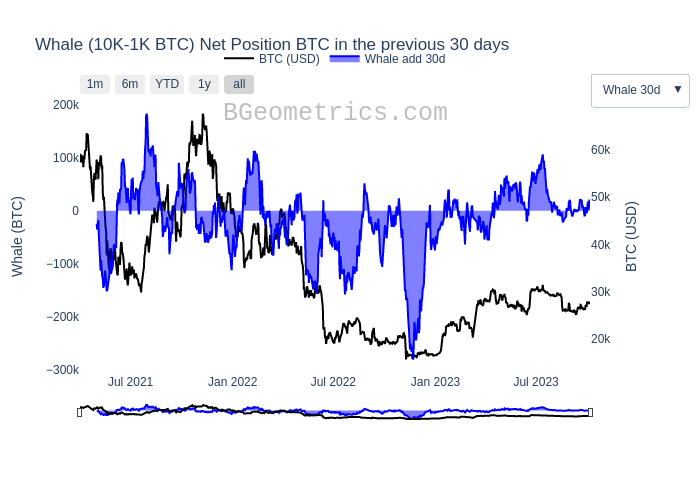 Whale (10K-1K BTC) Net Position BTC in the previous 30 days
BTC (USD) Whale add 30d
1m 6m YTD 1y all
Whale 30d ▼
BGeometrics.com
200k
100k
0
−100k
−200k
−300k
Whale (BTC)
60k
50k
40k
30k
20k
BTC (USD)
Jul 2021 Jan 2022 Jul 2022 Jan 2023 Jul 2023